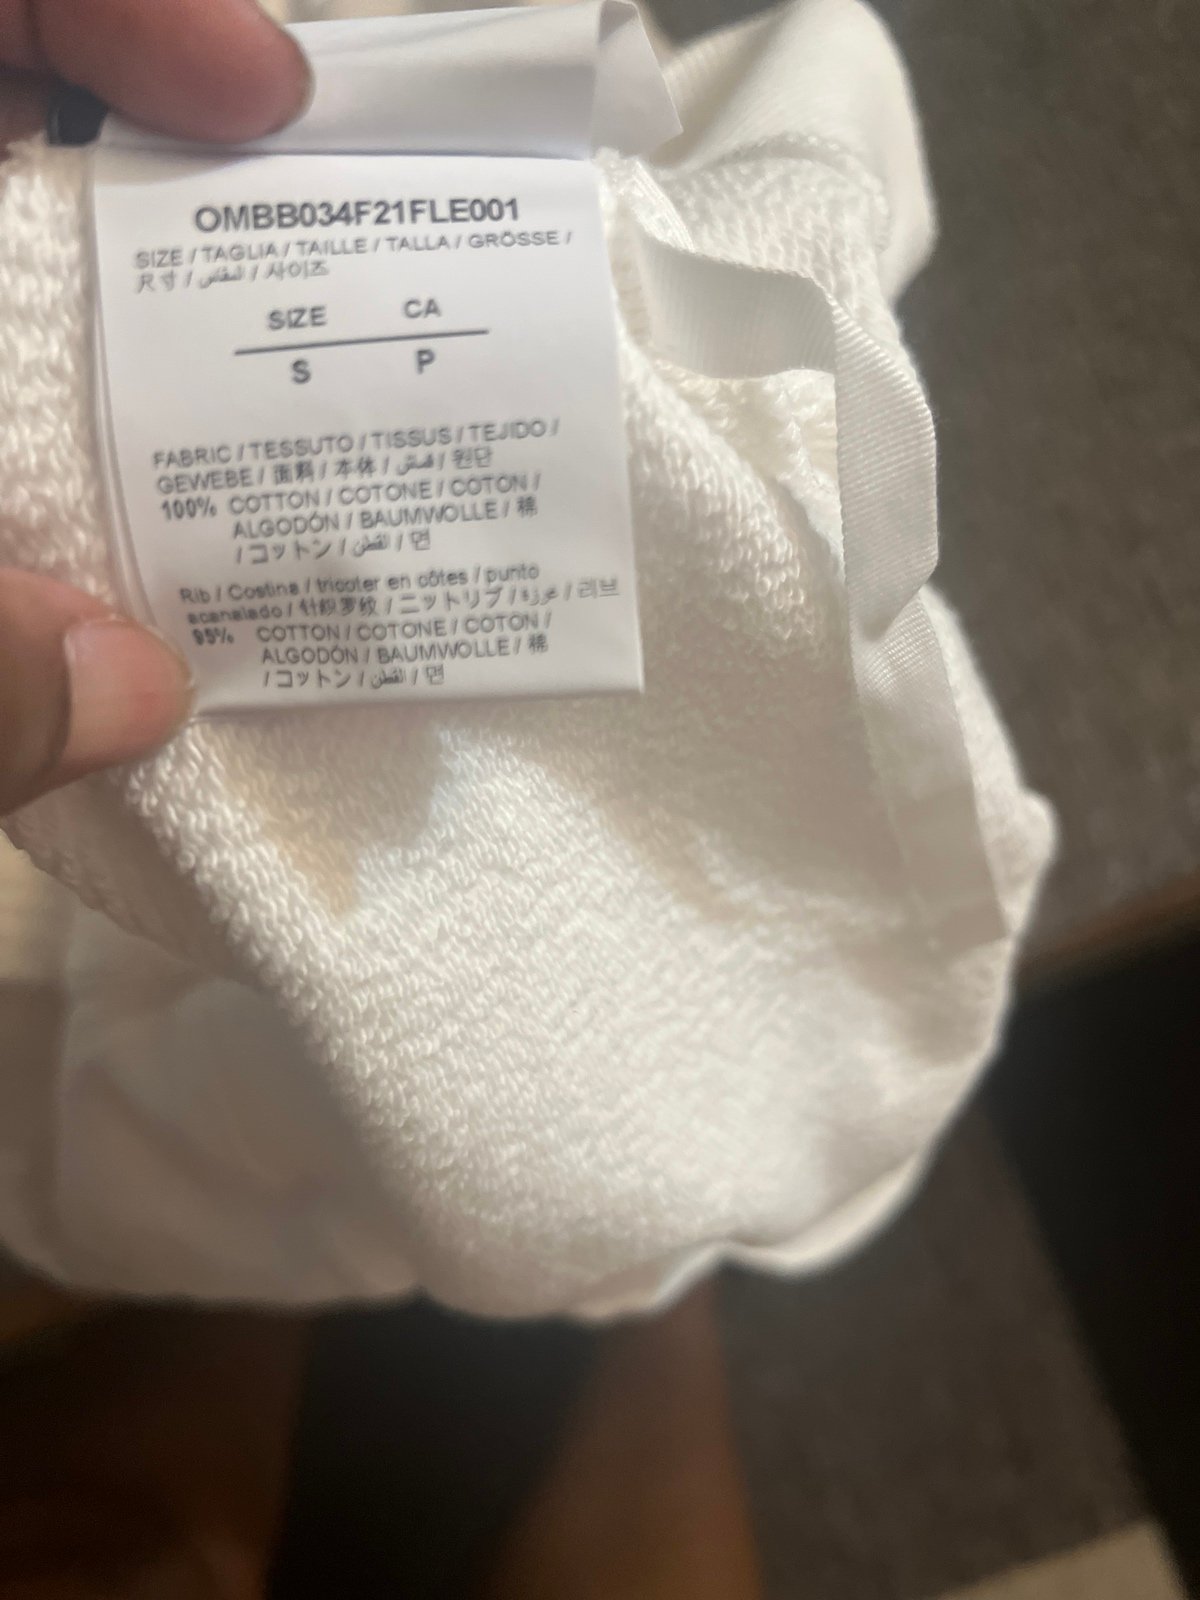 OMBB034F21FLE001
SIZE / TAGLIA / TAILLE / TALLA / GRÖSSE /
尺寸 / المقاس / 사이즈
SIZE CA
S P
FABRIC / TESSUTO / TISSUS / TEJIDO /
GEWEBE / 面料 / 本体 / قماش / 원단
100% COTTON / COTONE / COTON /
ALGODÓN / BAUMWOLLE / 棉
/ コットン / القطن / 면
Rib / Costina / tricoter en côtes / punto
acanalado / 针织罗纹 / ニットリブ / غرزة / 리브
95% COTTON / COTONE / COTON /
ALGODÓN / BAUMWOLLE / 棉
/ コットン / القطن / 면